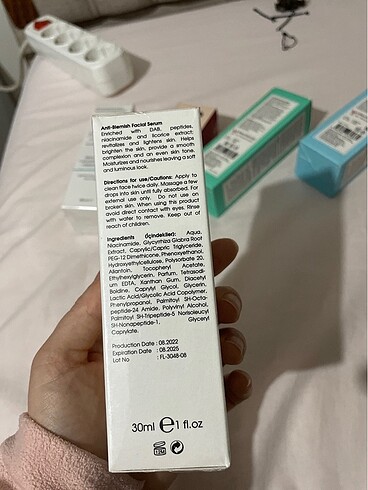 Anti-Blemish Facial Serum
Enriched with DAB, peptides,
niacinamide and licorice extract;
revitalizes and lightens skin. Helps
brighten the skin, provide a smooth
complexion and an even skin tone.
Moisturizes and nourishes leaving a soft
and luminous look.
Directions for use/Cautions: Apply to
clean face twice daily. Massage a few
drops into skin until fully absorbed. For
external use only. Do not use on
broken skin. When using this product
avoid direct contact with eyes. Rinse
with water to remove. Keep out of
reach of children.
Ingredients (İçindekiler): Aqua,
Niacinamide, Glycyrrhiza Glabra Root
Extract, Caprylic/Capric Triglyceride,
PEG-12 Dimethicone, Phenoxyethanol,
Hydroxyethylcellulose, Polysorbate 20,
Allantoin, Tocopheryl Acetate,
Ethylhexylglycerin, Parfum, Tetrasodi-
um EDTA, Xanthan Gum, Diacetyl
Boldine, Caprylyl Glycol, Glycerin,
Lactic Acid/Glycolic Acid Copolymer,
Phenylpropanol, Palmitoyl SH-Octa-
peptide-24 Amide, Polyvinyl Alcohol,
Palmitoyl SH-Tripeptide-5 Norisoleucyl
SH-Nonapeptide-1, Glyceryl
Caprylate.
Production Date : 08.2022
Expiration Date : 08.2025
Lot No : FL-3048-08
30ml e 1 fl.oz